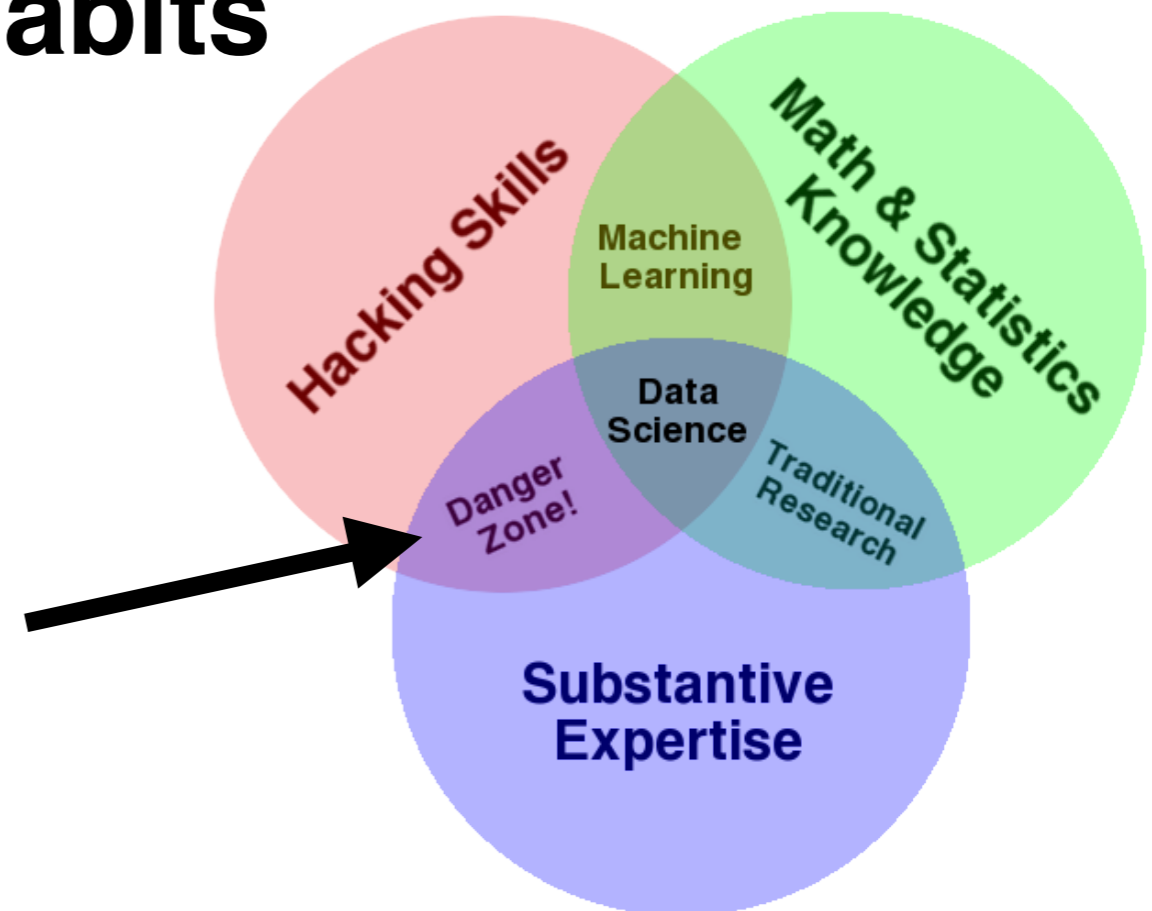 abits
Hacking Skills
Math & Statistics
Knowledge
Machine
Learning
Data
Science
Danger
Zone!
Traditional
Research
Substantive
Expertise